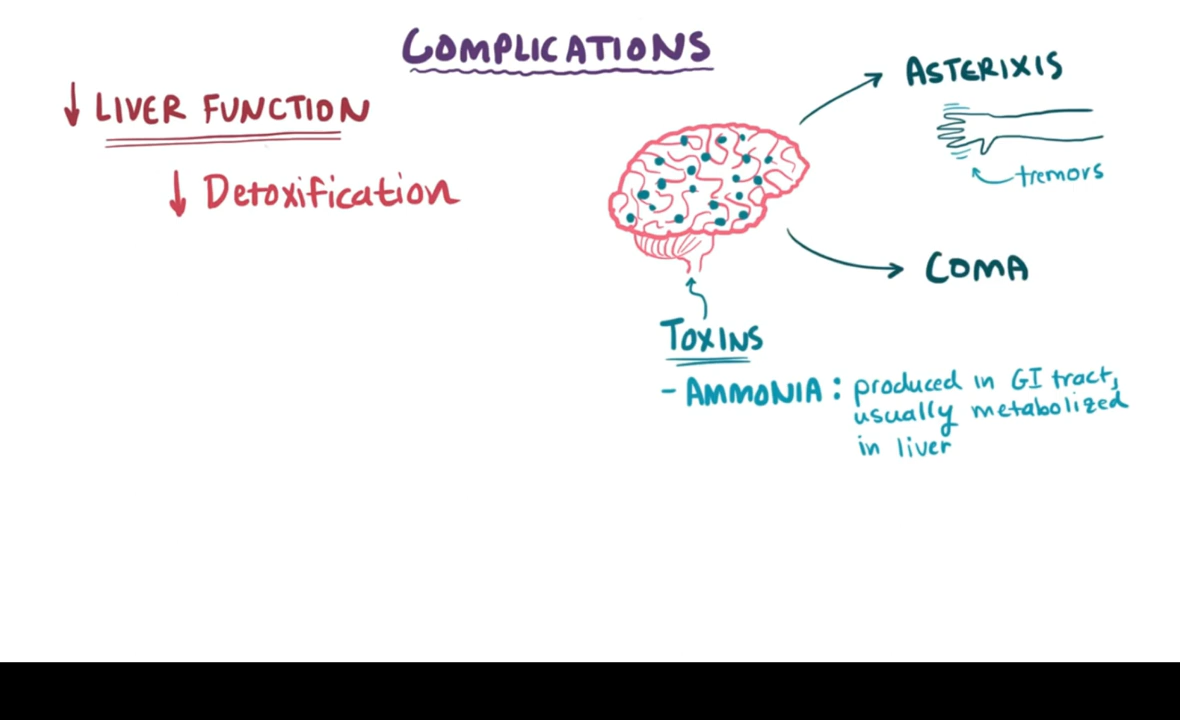 COMPLICATIONS
↓ LIVER FUNCTION
↓ Detoxification
ASTERIXIS
tremors
COMA
TOXINS
- AMMONIA: produced in GI tract,
usually metabolized
in liver